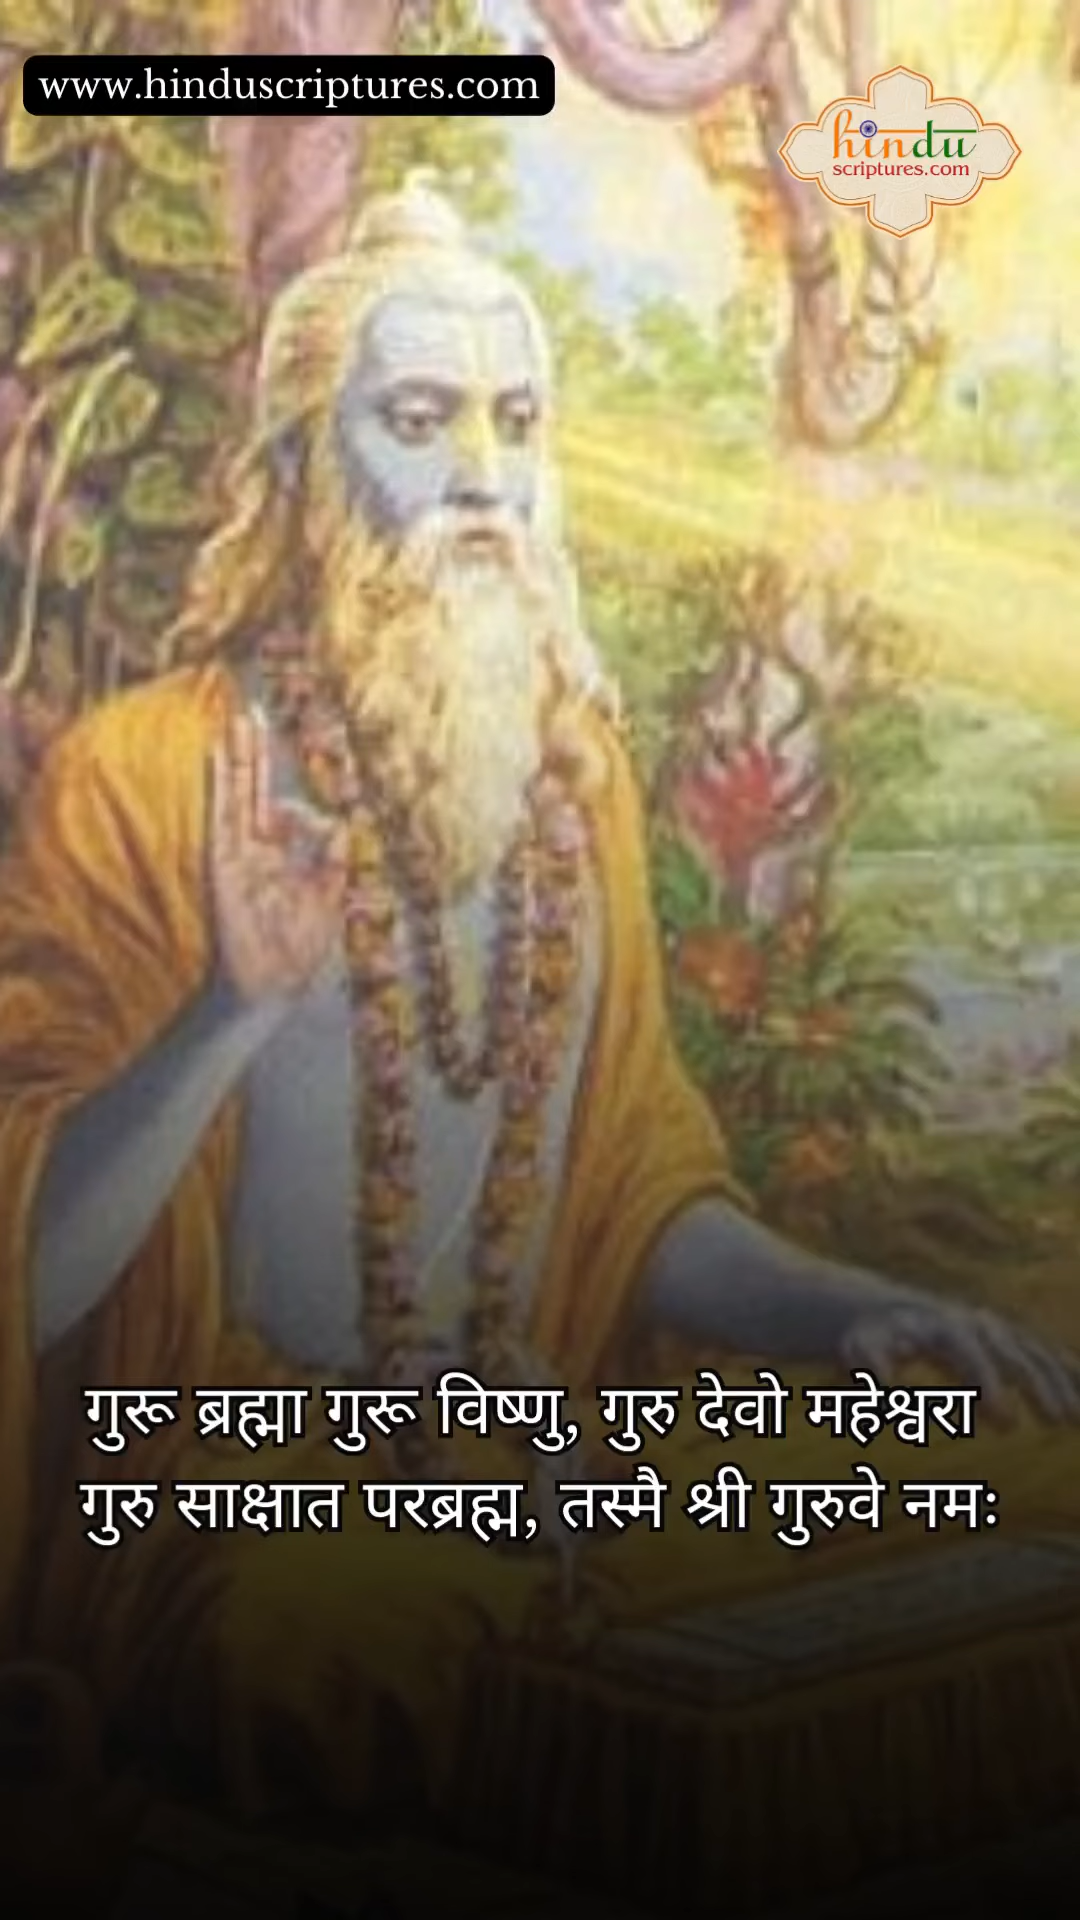 www.hinduscriptures.com
hindu
scriptures.com
गुरू ब्रह्मा गुरू विष्णु, गुरु देवो महेश्वरा
गुरु साक्षात परब्रह्म, तस्मै श्री गुरुवे नमः